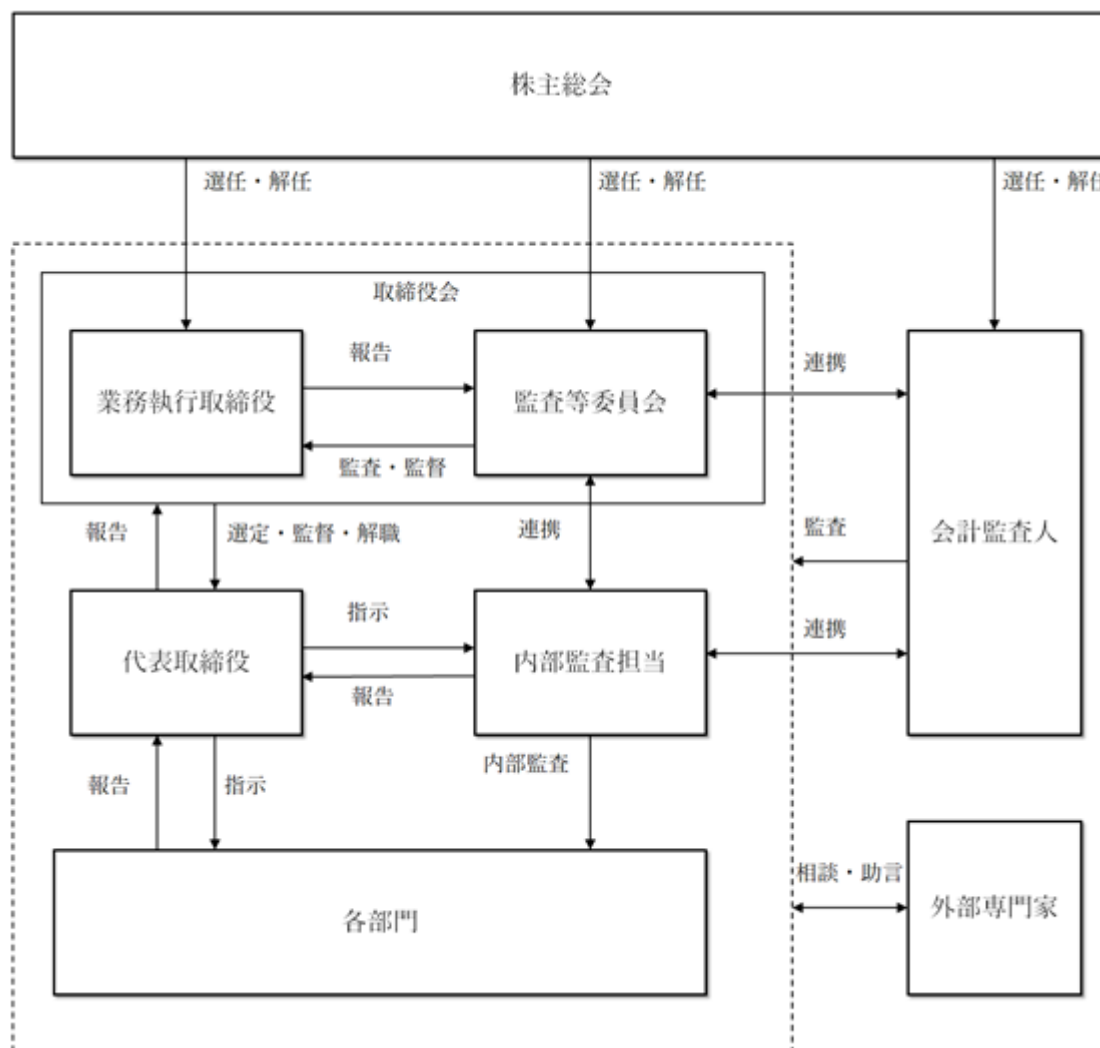 株主総会
選任・解任
選任・解任
選任・解任
取締役会
業務執行取締役
報告
監査等委員会
監査・監督
連携
報告
選定・監督・解職
連携
監査
会計監査人
代表取締役
指示
報告
内部監査担当
連携
報告
指示
内部監査
各部門
相談・助言
外部専門家